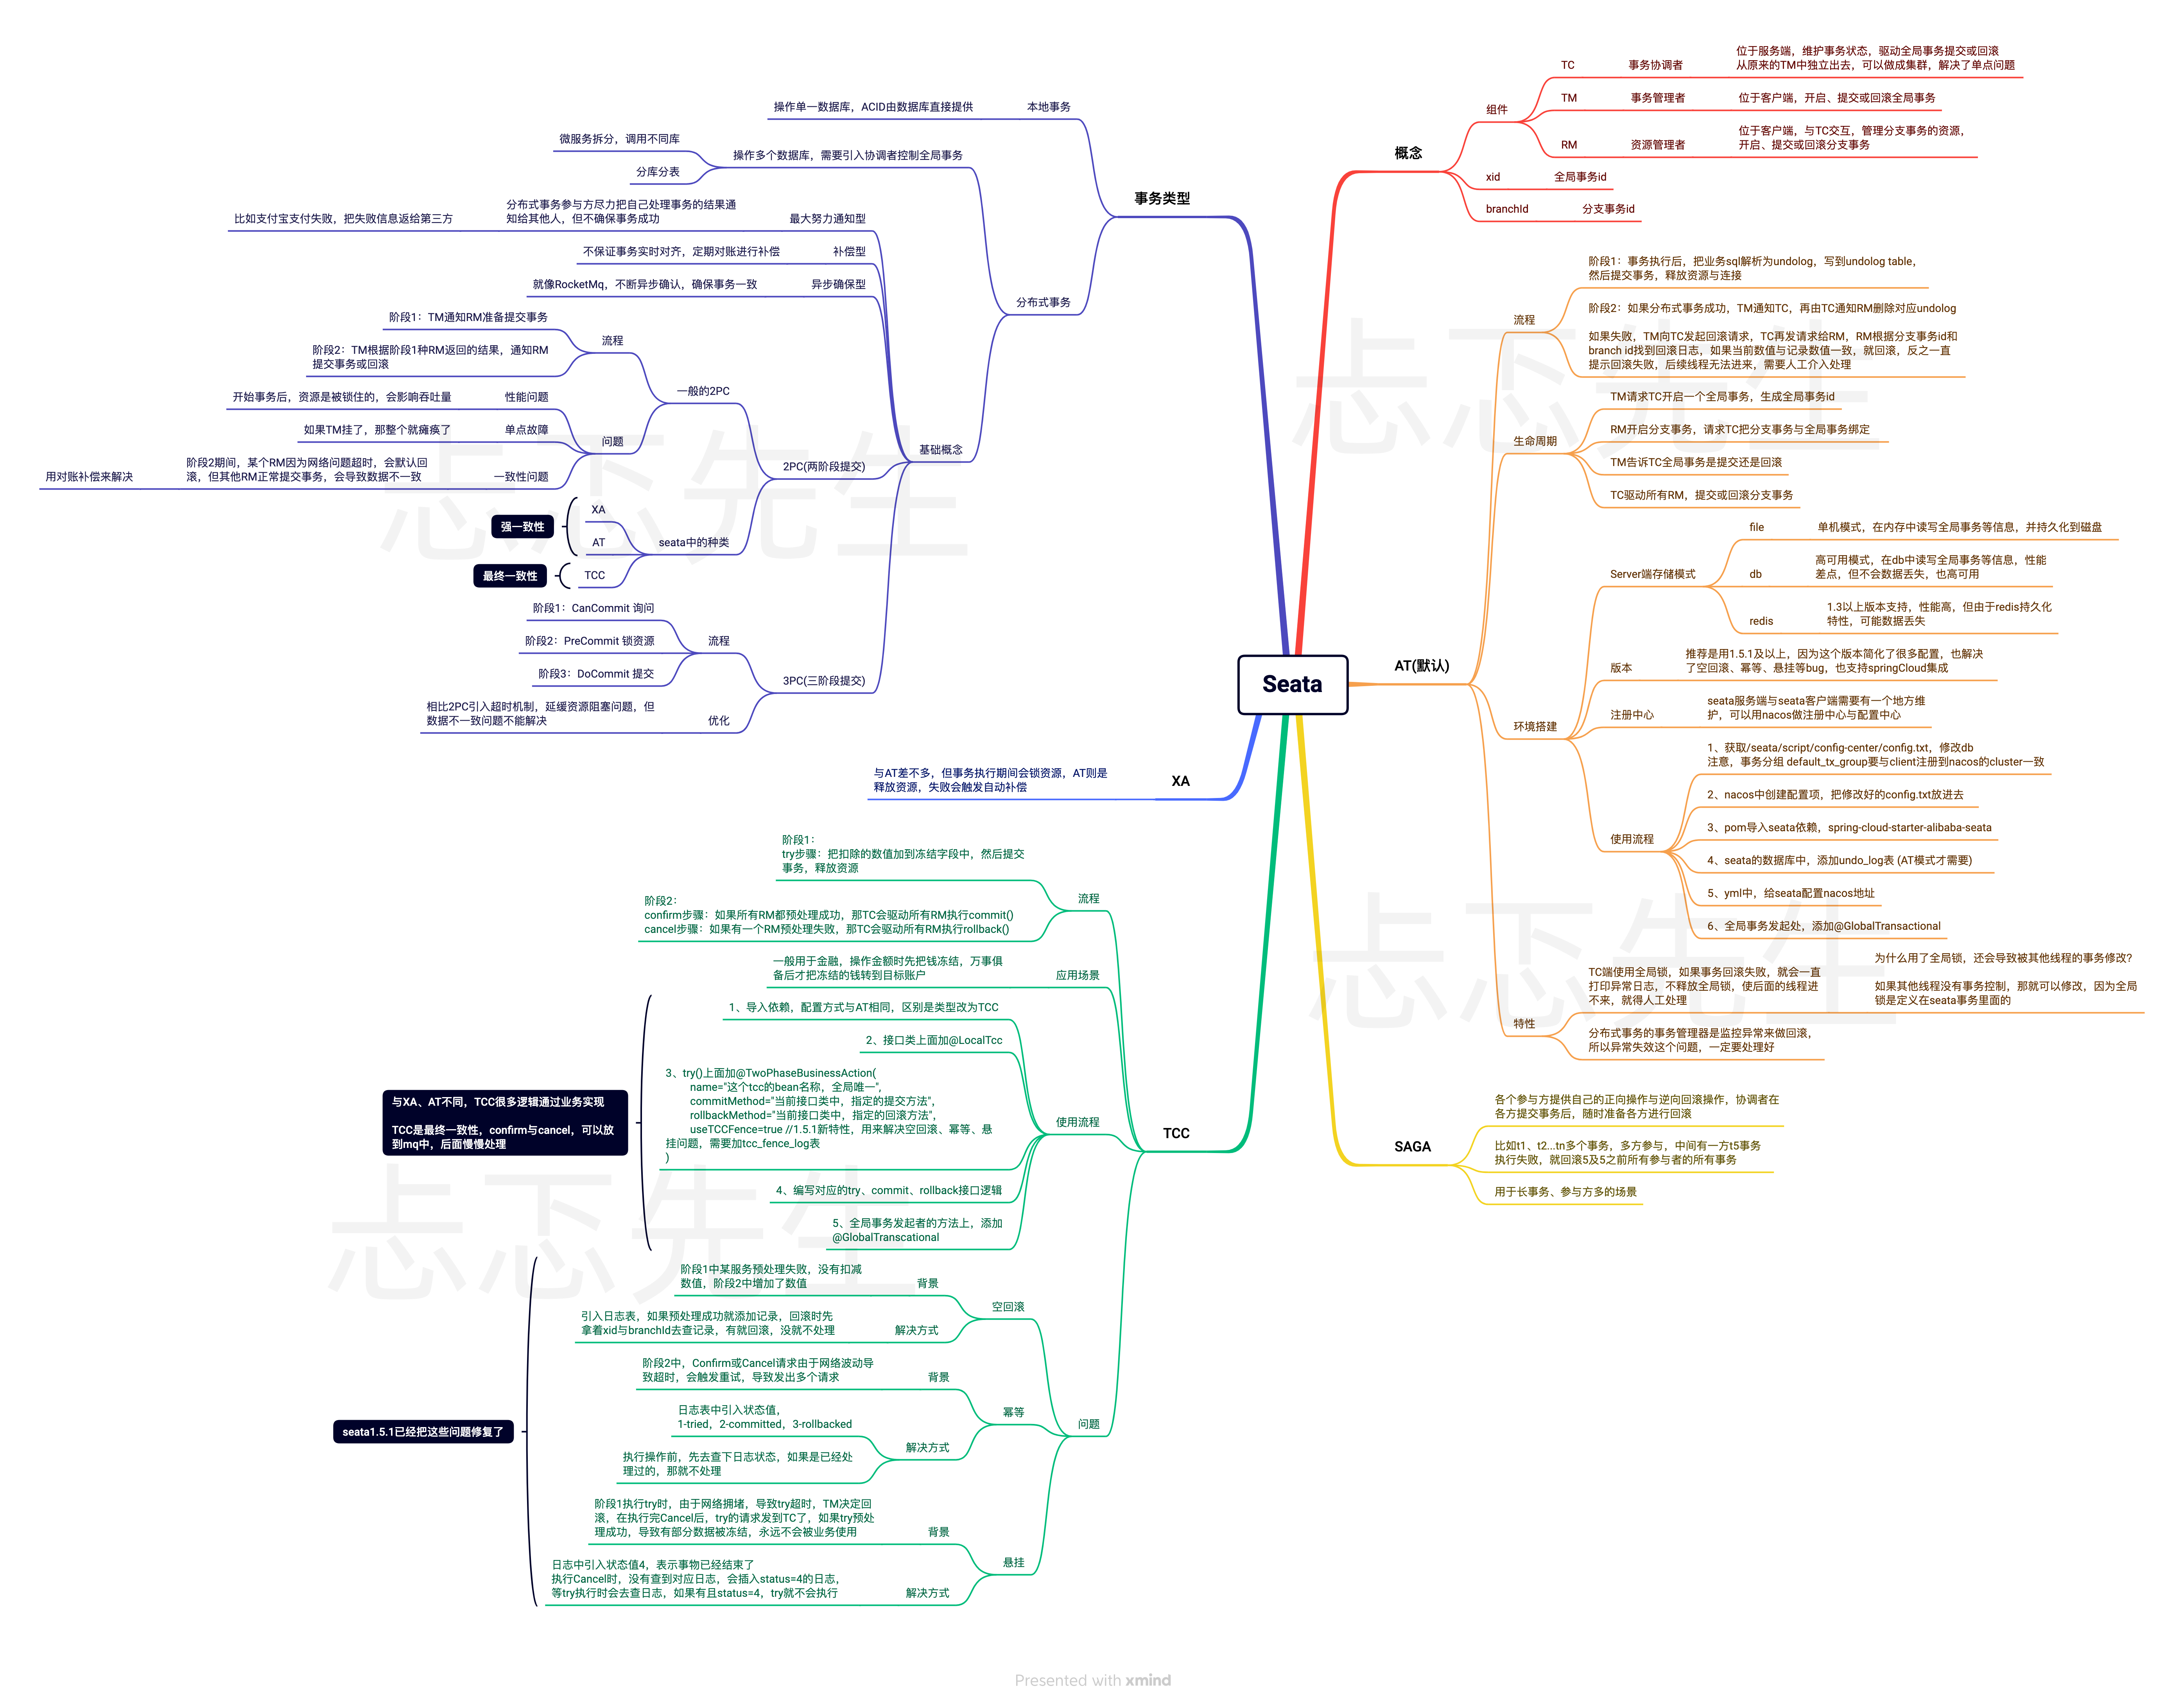 Seata
概念
组件
TC
事务协调者
位于服务端，维护事务状态，驱动全局事务提交或回滚
从原来的TM中独立出去，可以做成集群，解决了单点问题
TM
事务管理者
位于客户端，开启、提交或回滚全局事务
RM
资源管理者
位于客户端，与TC交互，管理分支事务的资源，
开启、提交或回滚分支事务
xid
全局事务id
branchId
分支事务id
AT(默认)
流程
阶段1：事务执行后，把业务sql解析为undolog，写到undolog table，
然后提交事务，释放资源与连接
阶段2：如果分布式事务成功，TM通知TC，再由TC通知RM删除对应undolog
如果失败，TM向TC发起回滚请求，TC再发请求给RM，RM根据分支事务id和
branch id找到回滚日志，如果当前数值与记录数值一致，就回滚，反之一直
提示回滚失败，后续线程无法进来，需要人工介入处理
生命周期
TM请求TC开启一个全局事务，生成全局事务id
RM开启分支事务，请求TC把分支事务与全局事务绑定
TM告诉TC全局事务是提交还是回滚
TC驱动所有RM，提交或回滚分支事务
环境搭建
Server端存储模式
file
单机模式，在内存中读写全局事务等信息，并持久化到磁盘
db
高可用模式，在db中读写全局事务等信息，性能
差点，但不会数据丢失，也高可用
redis
1.3以上版本支持，性能高，但由于redis持久化
特性，可能数据丢失
版本
推荐是用1.5.1及以上，因为这个版本简化了很多配置，也解决
了空回滚、幂等、悬挂等bug，也支持springCloud集成
注册中心
seata服务端与seata客户端需要有一个地方维
护，可以用nacos做注册中心与配置中心
使用流程
1、获取/seata/script/config-center/config.txt，修改db
注意，事务分组 default_tx_group要与client注册到nacos的cluster一致
2、nacos中创建配置项，把修改好的config.txt放进去
3、pom导入seata依赖，spring-cloud-starter-alibaba-seata
4、seata的数据库中，添加undo_log表 (AT模式才需要)
5、yml中，给seata配置nacos地址
6、全局事务发起处，添加@GlobalTransactional
特性
TC端使用全局锁，如果事务回滚失败，就会一直
打印异常日志，不释放全局锁，使后面的线程进
不来，就得人工处理
为什么用了全局锁，还会导致被其他线程的事务修改？
如果其他线程没有事务控制，那就可以修改，因为全局
锁是定义在seata事务里面的
分布式事务的事务管理器是监控异常来做回滚，
所以异常失效这个问题，一定要处理好
SAGA
各个参与方提供自己的正向操作与逆向回滚操作，协调者在
各方提交事务后，随时准备各方进行回滚
比如t1、t2...tn多个事务，多方参与，中间有一方t5事务
执行失败，就回滚5及5之前所有参与者的所有事务
用于长事务、参与方多的场景
事务类型
本地事务
操作单一数据库，ACID由数据库直接提供
分布式事务
操作多个数据库，需要引入协调者控制全局事务
微服务拆分，调用不同库
分库分表
基础概念
最大努力通知型
分布式事务参与方尽力把自己处理事务的结果通
知给其他人，但不确保事务成功
比如支付宝支付失败，把失败信息返给第三方
补偿型
不保证事务实时对齐，定期对账进行补偿
异步确保型
就像RocketMq，不断异步确认，确保事务一致
2PC(两阶段提交)
一般的2PC
流程
阶段1：TM通知RM准备提交事务
阶段2：TM根据阶段1种RM返回的结果，通知RM
提交事务或回滚
问题
性能问题
开始事务后，资源是被锁住的，会影响吞吐量
单点故障
如果TM挂了，那整个就瘫痪了
一致性问题
阶段2期间，某个RM因为网络问题超时，会默认回
滚，但其他RM正常提交事务，会导致数据不一致
用对账补偿来解决
seata中的种类
XA
AT
TCC
强一致性
最终一致性
3PC(三阶段提交)
流程
阶段1：CanCommit 询问
阶段2：PreCommit 锁资源
阶段3：DoCommit 提交
优化
相比2PC引入超时机制，延缓资源阻塞问题，但
数据不一致问题不能解决
XA
与AT差不多，但事务执行期间会锁资源，AT则是
释放资源，失败会触发自动补偿
TCC
流程
阶段1：
try步骤：把扣除的数值加到冻结字段中，然后提交
事务，释放资源
阶段2：
confirm步骤：如果所有RM都预处理成功，那TC会驱动所有RM执行commit()
cancel步骤：如果有一个RM预处理失败，那TC会驱动所有RM执行rollback()
应用场景
一般用于金融，操作金额时先把钱冻结，万事俱
备后才把冻结的钱转到目标账户
使用流程
1、导入依赖，配置方式与AT相同，区别是类型改为TCC
2、接口类上面加@LocalTcc
3、try()上面加@TwoPhaseBusinessAction(
name="这个tcc的bean名称，全局唯一",
commitMethod="当前接口类中，指定的提交方法",
rollbackMethod="当前接口类中，指定的回滚方法",
useTCCFence=true //1.5.1新特性，用来解决空回滚、幂等、悬
挂问题，需要加tcc_fence_log表
)
4、编写对应的try、commit、rollback接口逻辑
5、全局事务发起者的方法上，添加
@GlobalTranscational
与XA、AT不同，TCC很多逻辑通过业务实现
TCC是最终一致性，confirm与cancel，可以放
到mq中，后面慢慢处理
问题
空回滚
背景
阶段1中某服务预处理失败，没有扣减
数值，阶段2中增加了数值
解决方式
引入日志表，如果预处理成功就添加记录，回滚时先
拿着xid与branchId去查记录，有就回滚，没就不处理
幂等
背景
阶段2中，Confirm或Cancel请求由于网络波动导
致超时，会触发重试，导致发出多个请求
解决方式
日志表中引入状态值，
1-tried，2-committed，3-rollbacked
执行操作前，先去查下日志状态，如果是已经处
理过的，那就不处理
悬挂
背景
阶段1执行try时，由于网络拥堵，导致try超时，TM决定回
滚，在执行完Cancel后，try的请求发到TC了，如果try预处
理成功，导致有部分数据被冻结，永远不会被业务使用
解决方式
日志中引入状态值4，表示事物已经结束了
执行Cancel时，没有查到对应日志，会插入status=4的日志，
等try执行时会去查日志，如果有且status=4，try就不会执行
seata1.5.1已经把这些问题修复了
忐忑先生
忐忑先生
忐忑先生
忐忑先生
Presented with xmind